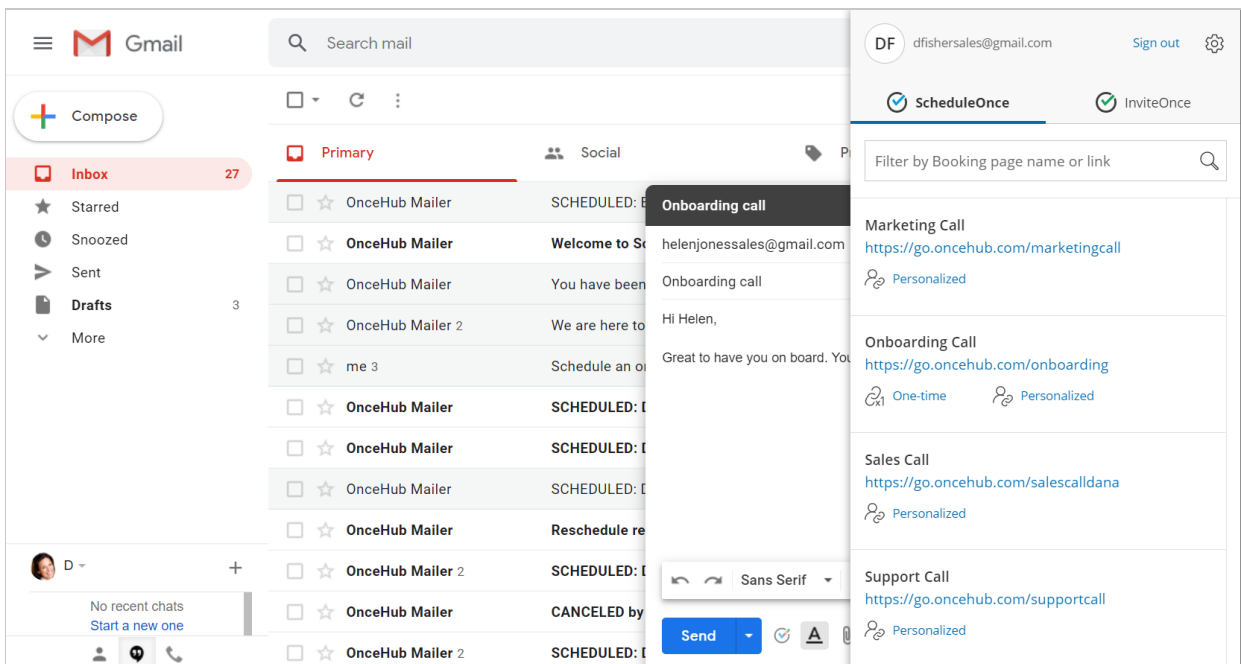 Gmail
Search mail
Compose
Inbox 27
Starred
Snoozed
Sent
Drafts 3
More
D
No recent chats
Start a new one
Primary
Social
OnceHub Mailer SCHEDULED:
OnceHub Mailer Welcome to
OnceHub Mailer You have been
OnceHub Mailer 2 We are here to
me 3 Schedule an
OnceHub Mailer SCHEDULED:
OnceHub Mailer SCHEDULED:
OnceHub Mailer SCHEDULED:
OnceHub Mailer Reschedule
OnceHub Mailer 2 SCHEDULED:
OnceHub Mailer CANCELED by
OnceHub Mailer 2 SCHEDULED:
Onboarding call
helenjonessales@gmail.com
Onboarding call
Hi Helen,
Great to have you on board.
Sans Serif
Send
A
DF dfishersales@gmail.com Sign out
ScheduleOnce InviteOnce
Filter by Booking page name or link
Marketing Call
https://go.oncehub.com/marketingcall
Personalized
Onboarding Call
https://go.oncehub.com/onboarding
x1 One-time Personalized
Sales Call
https://go.oncehub.com/salescalldana
Personalized
Support Call
https://go.oncehub.com/supportcall
Personalized